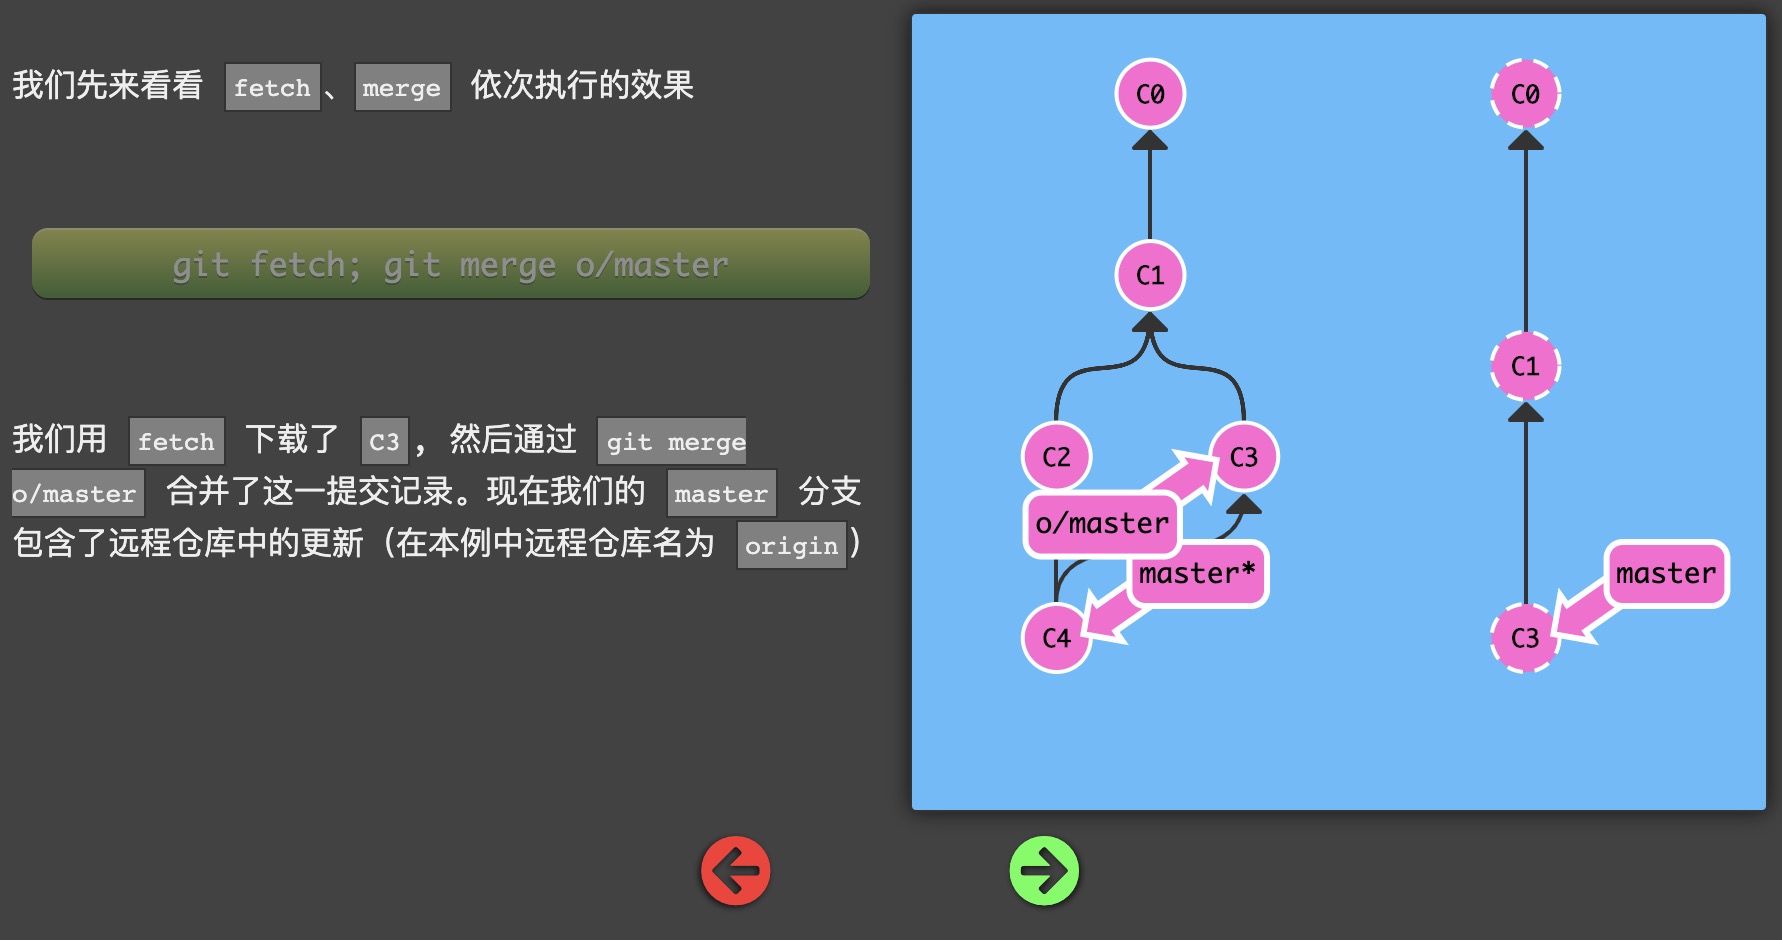 我们先来看看 fetch、merge 依次执行的效果
git fetch; git merge o/master
我们用 fetch 下载了 C3, 然后通过 git merge
o/master 合并了这一提交记录。现在我们的 master 分支
包含了远程仓库中的更新（在本例中远程仓库名为 origin）
C0
C1
C2
C3
o/master
master*
C4
C0
C1
master
C3